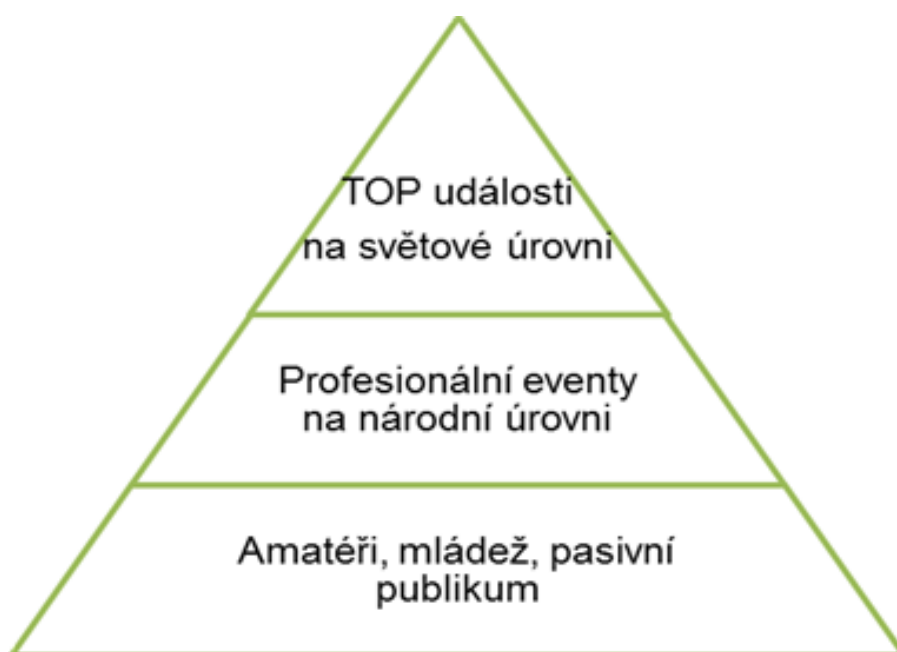 TOP události
na světové úrovni
Profesionální eventy
na národní úrovni
Amatéři, mládež, pasivní
publikum